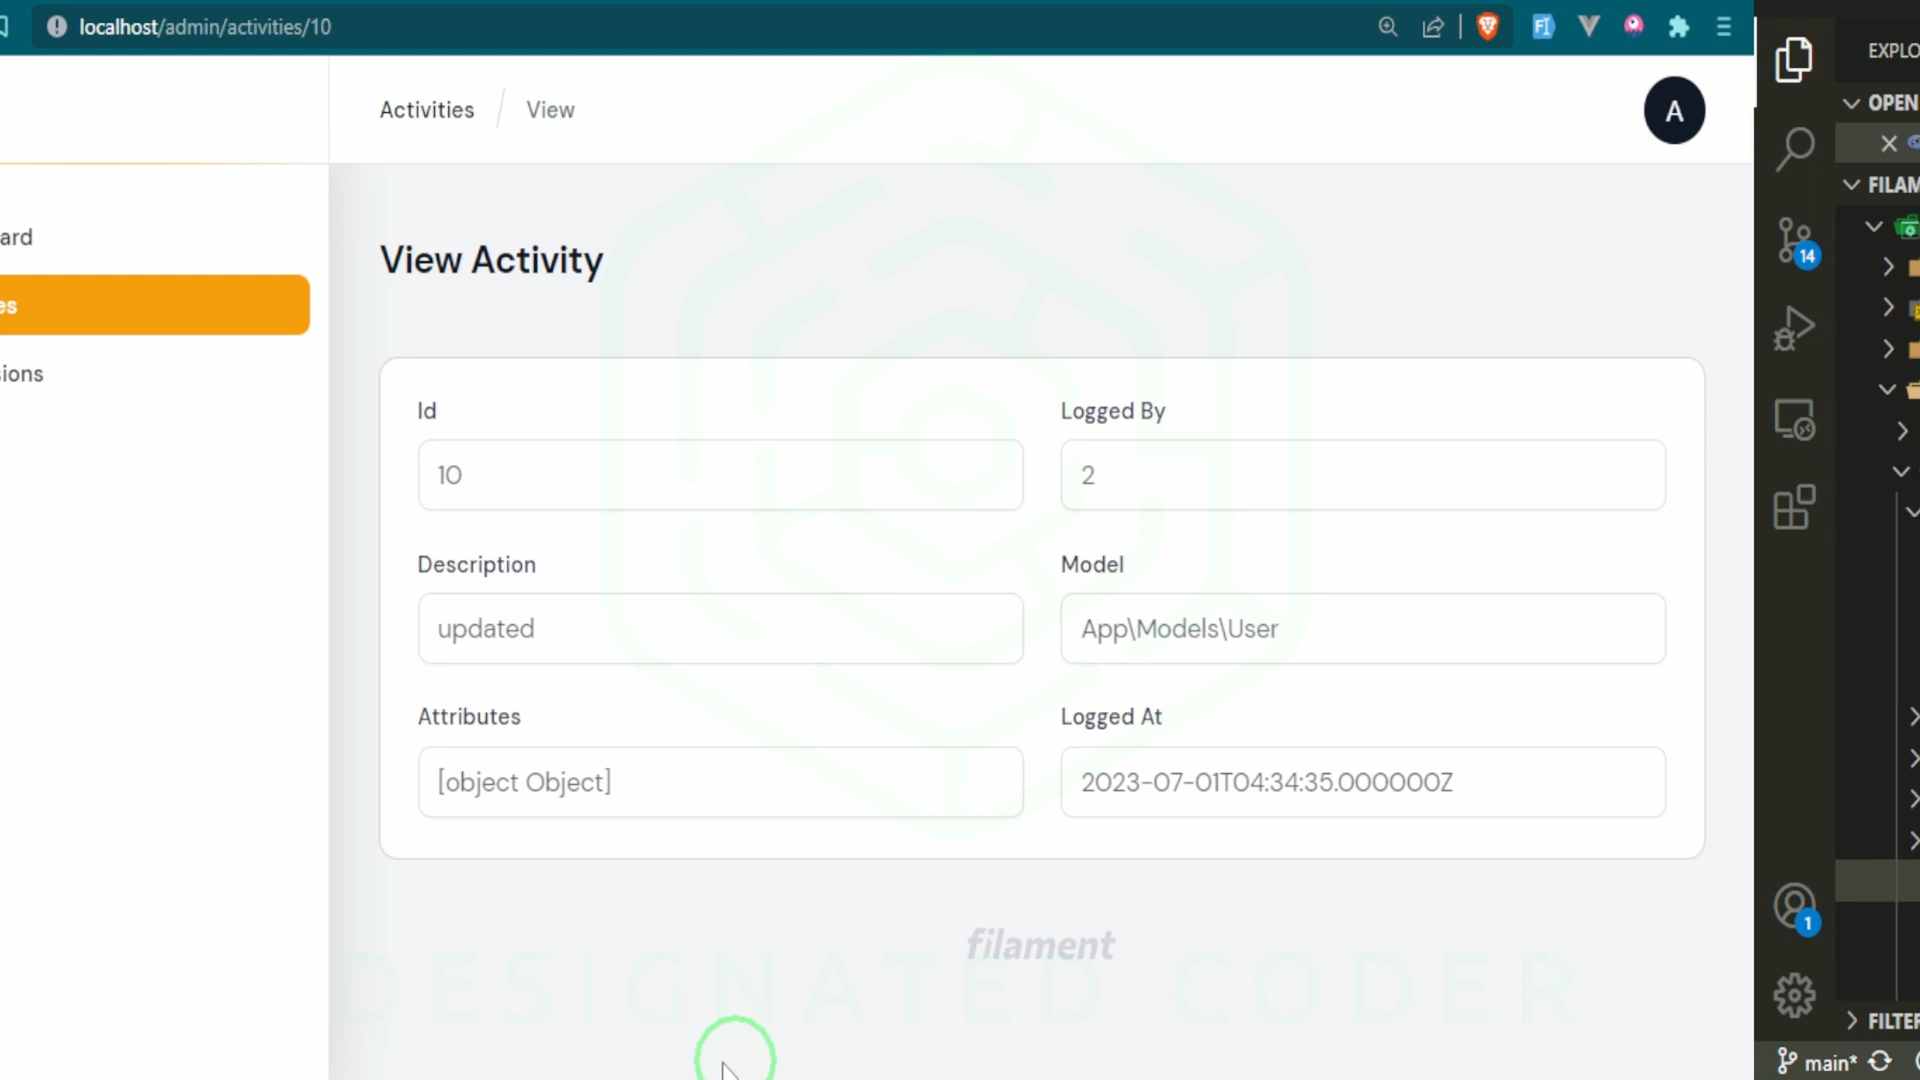 localhost/admin/activities/10
EXPLO
Activities / View
A
OPEN
FILAM
ard
es
ions
14
View Activity
Id
10
Logged By
2
Description
updated
Model
App\Models\User
Attributes
[object Object]
Logged At
2023-07-01T04:34:35.000000Z
filament
DESIGNATED CODER
1
FILTER
main*